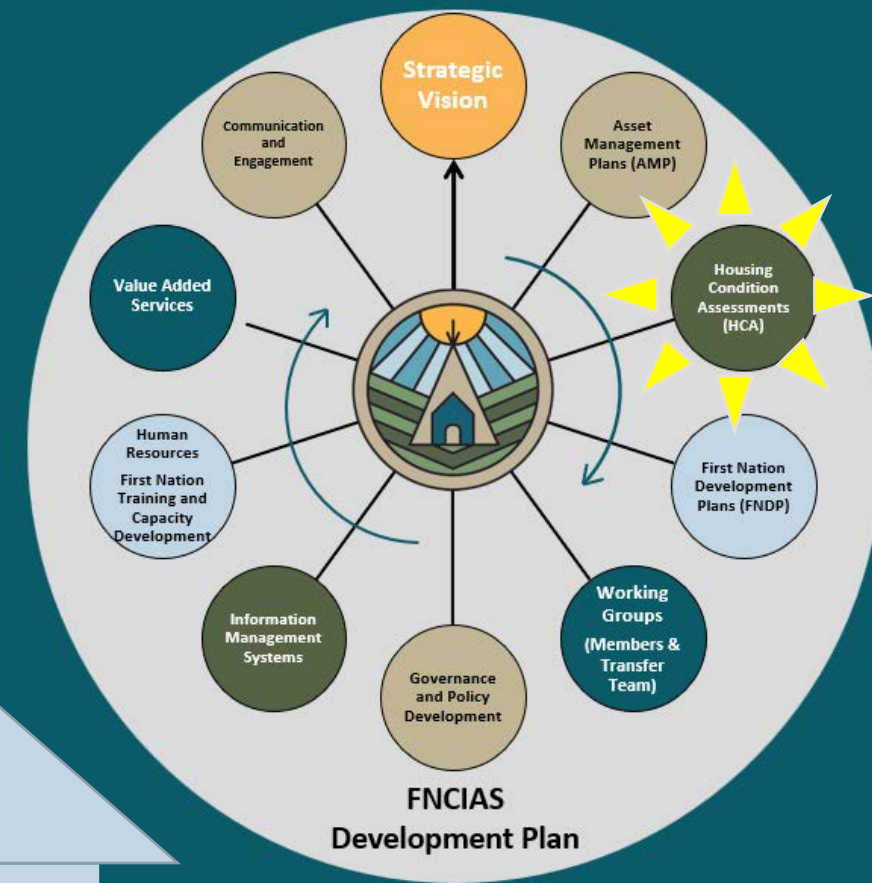 Strategic
Vision
Asset
Management
Plans (AMP)
Housing
Condition
Assessments
(HCA)
First Nation
Development
Plans (FNDP)
Working
Groups
(Members &
Transfer
Team)
Governance
and Policy
Development
Information
Management
Systems
Human
Resources
First Nation
Training and
Capacity
Development
Value Added
Services
Communication
and
Engagement
FNCIAS
Development Plan